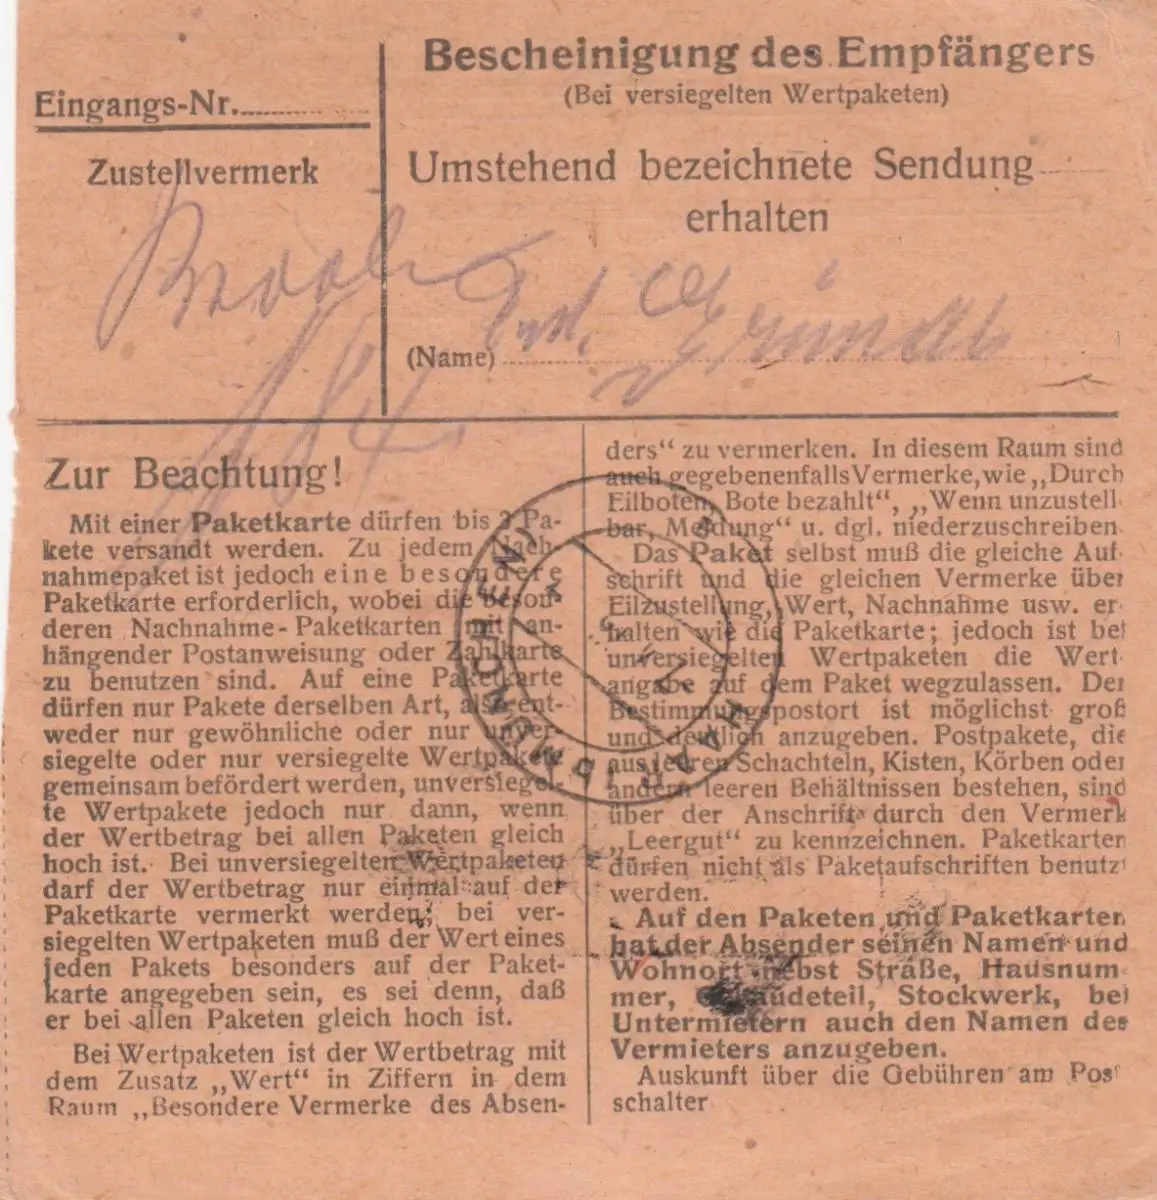 Eingangs-Nr.
Zustellvermerk
Bescheinigung des Empfängers
(Bei versiegelten Wertpaketen)
Umstehend bezeichnete Sendung
erhalten
(Name)
Zur Beachtung!
Mit einer Paketkarte dürfen bis 3 Pa-
kete versandt werden. Zu jedem Nach-
nahmepaket ist jedoch eine besondere
Paketkarte erforderlich, wobei die beson-
deren Nachnahme-Paketkarten mit an-
hängender Postanweisung oder Zahlkarte
zu benutzen sind. Auf eine Paketkarte
dürfen nur Pakete derselben Art, also ent-
weder nur gewöhnliche oder nur unver-
siegelte oder nur versiegelte Wertpakete
gemeinsam befördert werden, unversiegel-
te Wertpakete jedoch nur dann, wenn
der Wertbetrag bei allen Paketen gleich
hoch ist. Bei unversiegelten Wertpaketen
darf der Wertbetrag nur einmal auf der
Paketkarte vermerkt werden; bei ver-
siegelten Wertpaketen muß der Wert eines
jeden Pakets besonders auf der Paket-
karte angegeben sein, es sei denn, daß
er bei allen Paketen gleich hoch ist.
Bei Wertpaketen ist der Wertbetrag mit
dem Zusatz „Wert“ in Ziffern in dem
Raum „Besondere Vermerke des Absen-
ders“ zu vermerken. In diesem Raum sind
auch gegebenenfalls Vermerke, wie „Durch
Eilboten, Bote bezahlt“, „Wenn unzustell
bar, Meldung“ u. dgl. niederzuschreiben
Das Paket selbst muß die gleiche Auf
schrift und die gleichen Vermerke über
Eilzustellung, Wert, Nachnahme usw. er
halten wie die Paketkarte; jedoch ist bei
unversiegelten Wertpaketen die Wert
angabe auf dem Paket wegzulassen. Der
Bestimmungspostort ist möglichst groß
und deutlich anzugeben. Postpakete, die
aus leeren Schachteln, Kisten, Körben oder
andern leeren Behältnissen bestehen, sind
über der Anschrift durch den Vermerk
„Leergut“ zu kennzeichnen. Paketkarten
dürfen nicht als Paketaufschriften benutzt
werden.
Auf den Paketen und Paketkarten
hat der Absender seinen Namen und
Wohnort nebst Straße, Hausnum
mer, Gebäudeteil, Stockwerk, bei
Untermietern auch den Namen des
Vermieters anzugeben.
Auskunft über die Gebühren am Post
schalter
HAAR (b. MÜNCHEN)